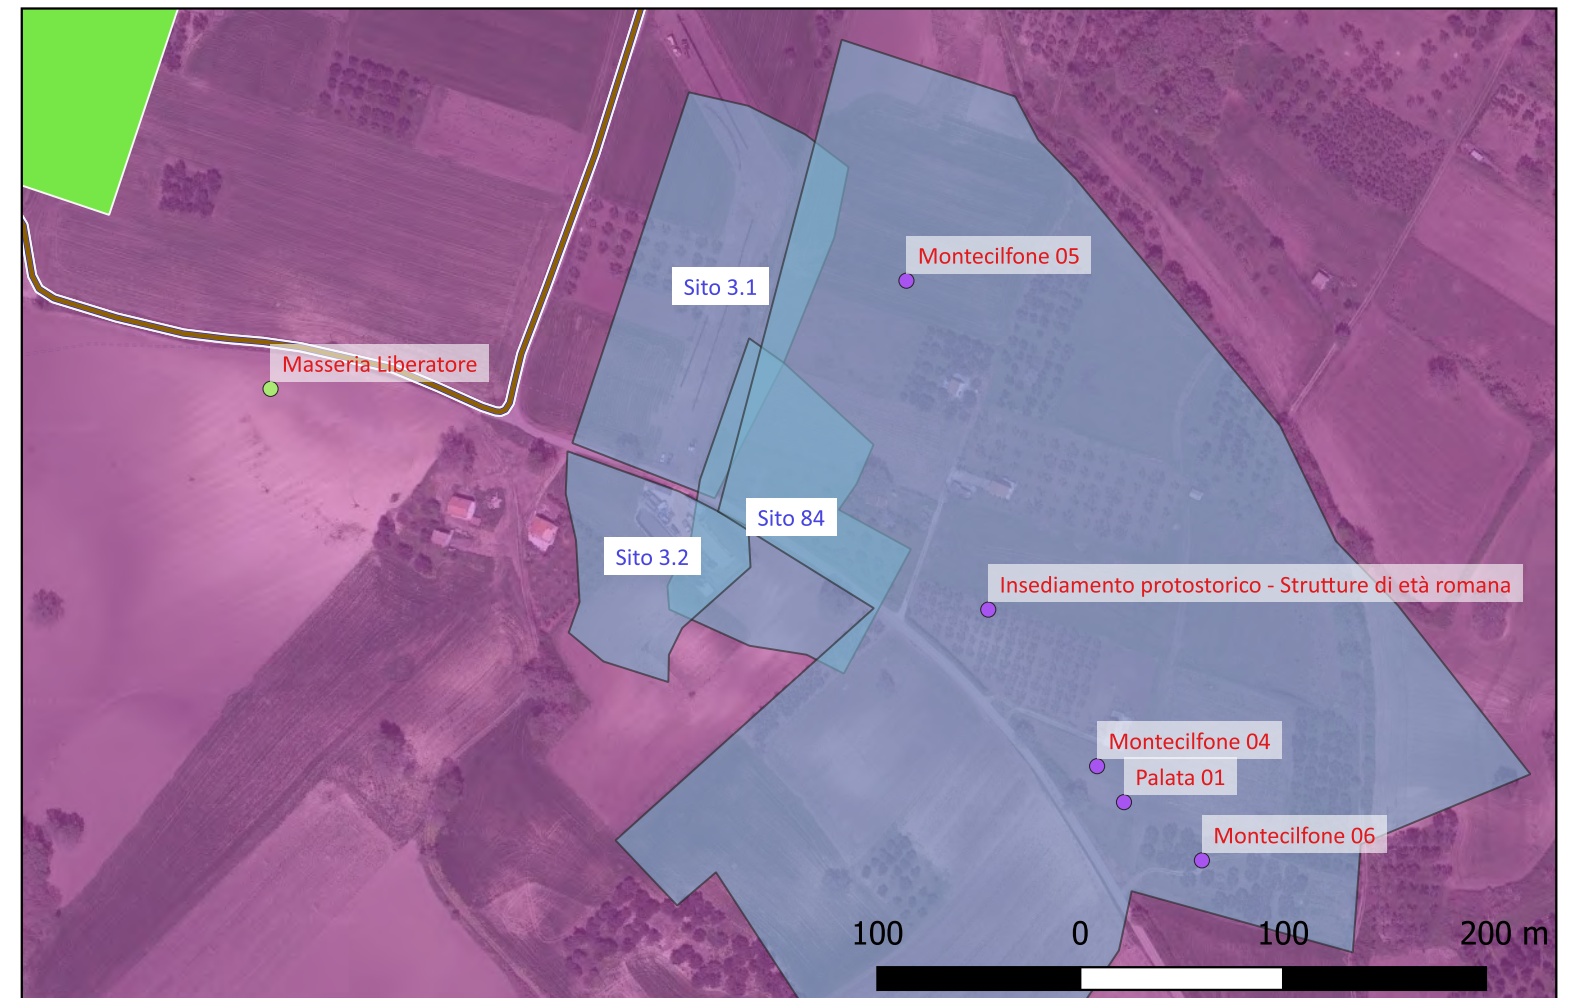 Montecilfone 05
Sito 3.1
Masseria Liberatore
Sito 84
Sito 3.2
Insediamento protostorico - Strutture di età romana
Montecilfone 04
Palata 01
Montecilfone 06
100 0 100 200 m